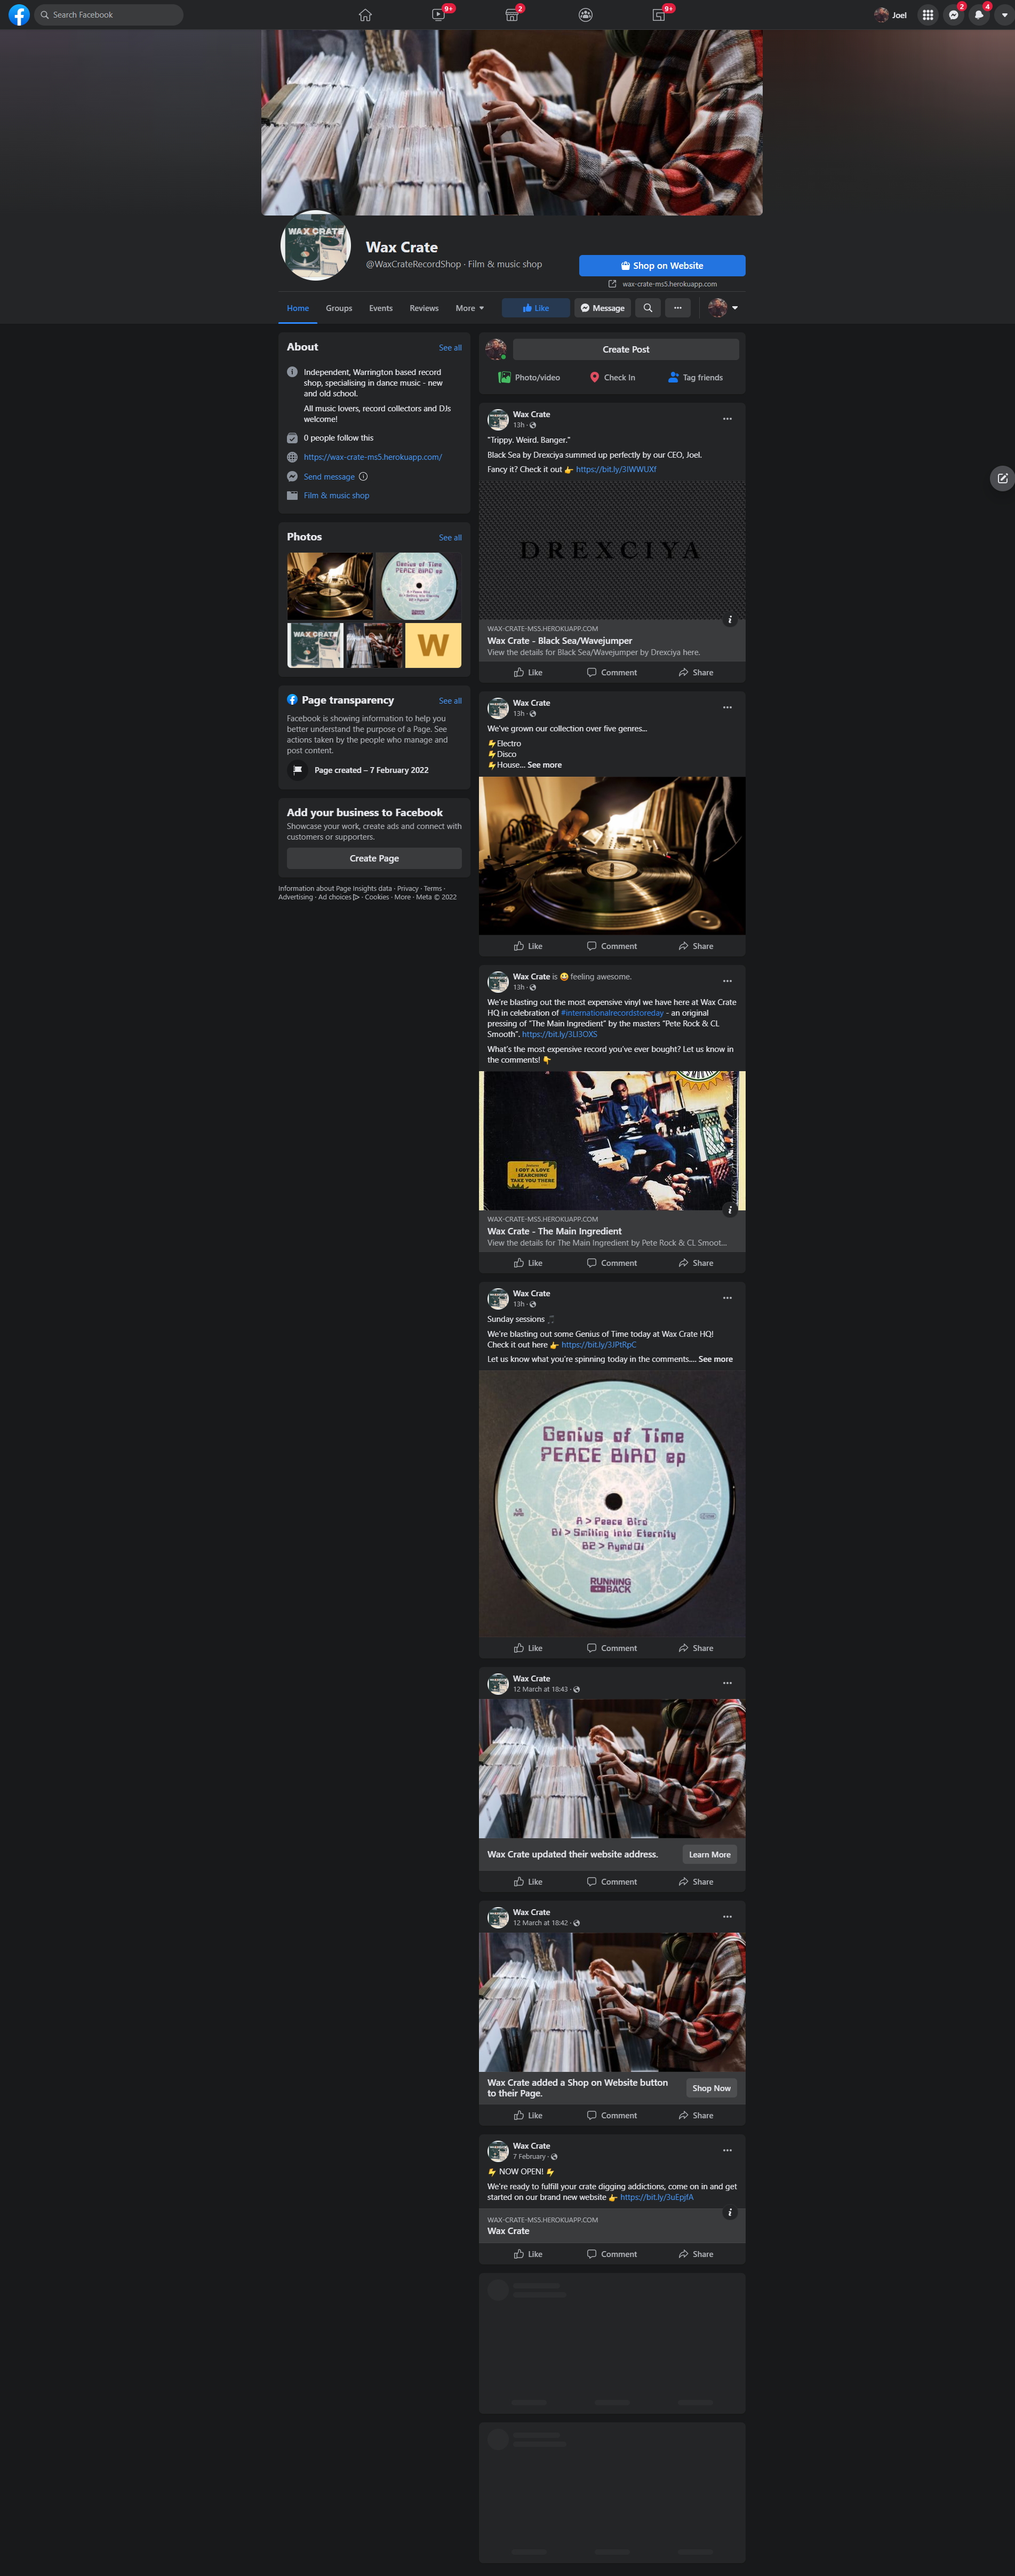 Search Facebook
9+
2
9+
Joel
2
4
WAX CRATE
Wax Crate
@WaxCrateRecordShop · Film & music shop
Shop on Website
wax-crate-ms5.herokuapp.com
Home
Groups
Events
Reviews
More
Like
Message
About
See all
Independent, Warrington based record
shop, specialising in dance music - new
and old school.
All music lovers, record collectors and DJs
welcome!
0 people follow this
https://wax-crate-ms5.herokuapp.com/
Send message
Film & music shop
Photos
See all
Genius of Time
PEACE BIRD ep
WAX CRATE
W
Page transparency
See all
Facebook is showing information to help you
better understand the purpose of a Page. See
actions taken by the people who manage and
post content.
Page created – 7 February 2022
Add your business to Facebook
Showcase your work, create ads and connect with
customers or supporters.
Create Page
Information about Page Insights data · Privacy · Terms ·
Advertising · Ad choices · Cookies · More · Meta © 2022
Create Post
Photo/video
Check In
Tag friends
Wax Crate
13h ·
"Trippy. Weird. Banger."
Black Sea by Drexciya summed up perfectly by our CEO, Joel.
Fancy it? Check it out 👉 https://bit.ly/3IWWUXf
DREXCIYA
WAX-CRATE-MS5.HEROKUAPP.COM
Wax Crate - Black Sea/Wavejumper
View the details for Black Sea/Wavejumper here.
Like
Comment
Share
Wax Crate
13h ·
We've grown our collection over five genres...
⚡Electro
⚡Disco
⚡House... See more
Like
Comment
Share
Wax Crate is 😄 feeling awesome.
13h ·
We're blasting out the most expensive vinyl we have here at Wax Crate
HQ in celebration of #internationalrecordstoreday - an original
pressing of "The Main Ingredient" by the masters "Pete Rock & CL
Smooth". https://bit.ly/3LI3OXS
What's the most expensive record you've ever bought? Let us know in
the comments! 👇
I GOT A LOVE
SEARCHING
TAKE YOU THERE
WAX-CRATE-MS5.HEROKUAPP.COM
Wax Crate - The Main Ingredient
View the details for The Main Ingredient by Pete Rock & CL Smoot...
Like
Comment
Share
Wax Crate
13h ·
Sunday sessions 🎵
We're blasting out some Genius of Time today at Wax Crate HQ!
Check it out here 👉 https://bit.ly/3JPtRpC
Let us know what you're spinning today in the comments.... See more
Genius of Time
PEACE BIRD ep
A > Peace Bird
B1 > Smiling into Eternity
B2 > Rymd01
RUNNING
BACK
Like
Comment
Share
Wax Crate
12 March at 18:43 ·
Wax Crate updated their website address.
Learn More
Like
Comment
Share
Wax Crate
12 March at 18:42 ·
Wax Crate added a Shop on Website button
to their Page.
Shop Now
Like
Comment
Share
Wax Crate
7 February ·
⚡ NOW OPEN! ⚡
We're ready to fulfill your crate digging addictions, come on in and get
started on our brand new website 👉 https://bit.ly/3uEpjfA
WAX-CRATE-MS5.HEROKUAPP.COM
Wax Crate
Like
Comment
Share